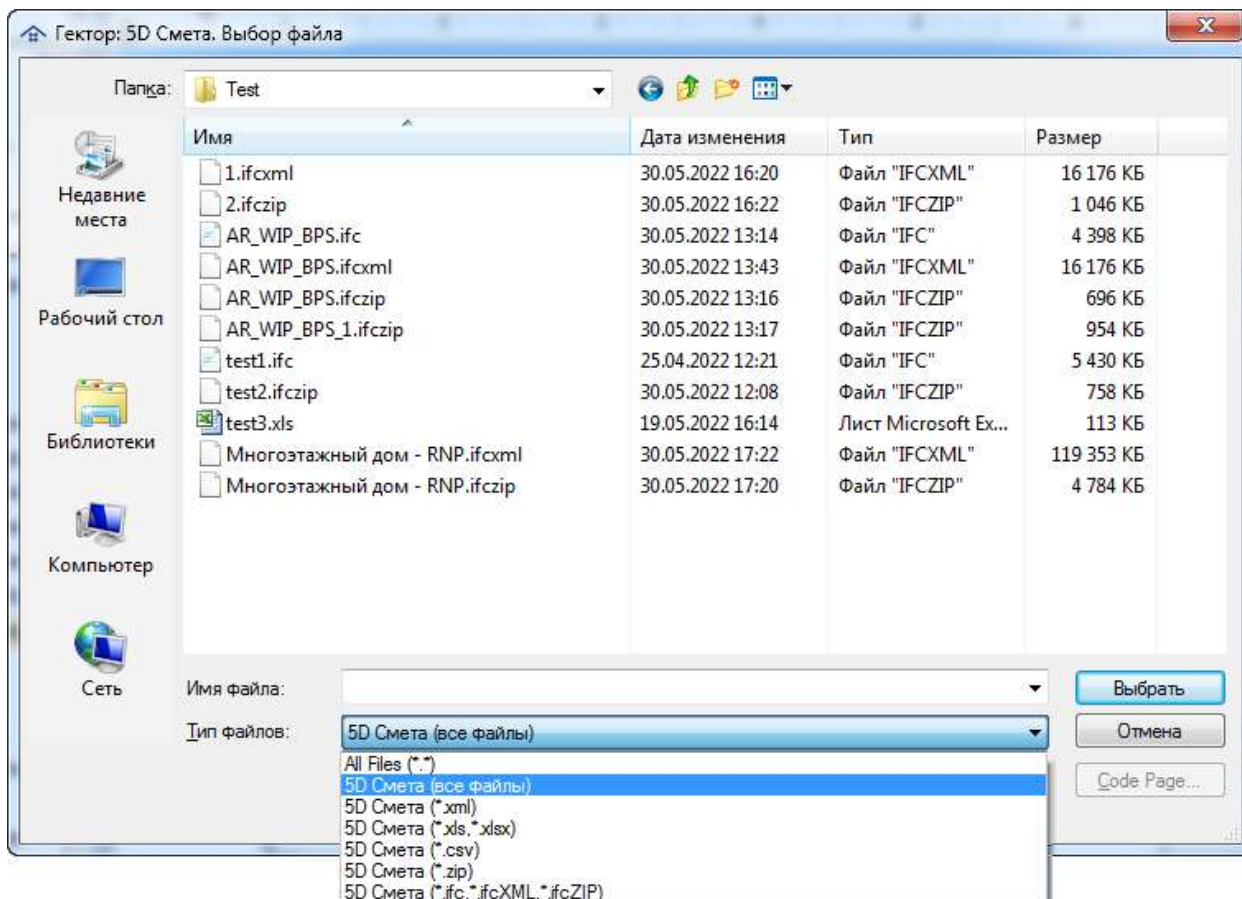 Гектор: 5D Смета. Выбор файла
Папка: Test
Имя Дата изменения Тип Размер
1.ifcxml 30.05.2022 16:20 Файл "IFCXML" 16 176 КБ
2.ifczip 30.05.2022 16:22 Файл "IFCZIP" 1 046 КБ
AR_WIP_BPS.ifc 30.05.2022 13:14 Файл "IFC" 4 398 КБ
AR_WIP_BPS.ifcxml 30.05.2022 13:43 Файл "IFCXML" 16 176 КБ
AR_WIP_BPS.ifczip 30.05.2022 13:16 Файл "IFCZIP" 696 КБ
AR_WIP_BPS_1.ifczip 30.05.2022 13:17 Файл "IFCZIP" 954 КБ
test1.ifc 25.04.2022 12:21 Файл "IFC" 5 430 КБ
test2.ifczip 30.05.2022 12:08 Файл "IFCZIP" 758 КБ
test3.xls 19.05.2022 16:14 Лист Microsoft Ex... 113 КБ
Многоэтажный дом - RNP.ifcxml 30.05.2022 17:22 Файл "IFCXML" 119 353 КБ
Многоэтажный дом - RNP.ifczip 30.05.2022 17:20 Файл "IFCZIP" 4 784 КБ
Недавние
места
Рабочий стол
Библиотеки
Компьютер
Сеть
Имя файла: Выбрать
Тип файлов: 5D Смета (все файлы) Отмена
Code Page...
All Files (*.*)
5D Смета (все файлы)
5D Смета (*.xml)
5D Смета (*.xls,*.xlsx)
5D Смета (*.csv)
5D Смета (*.zip)
5D Смета (*.ifc,*.ifcXML,*.ifcZIP)